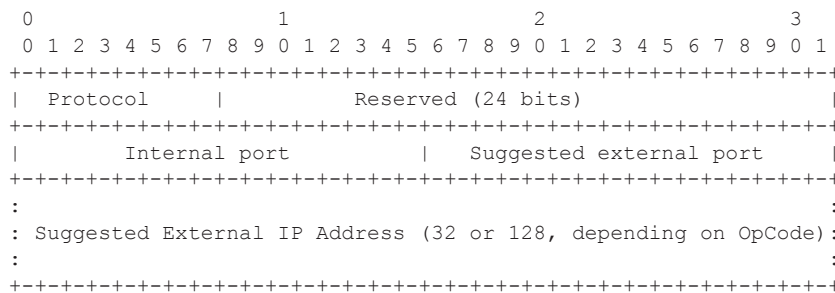 0                   1                   2                   3
 0 1 2 3 4 5 6 7 8 9 0 1 2 3 4 5 6 7 8 9 0 1 2 3 4 5 6 7 8 9 0 1
+-+-+-+-+-+-+-+-+-+-+-+-+-+-+-+-+-+-+-+-+-+-+-+-+-+-+-+-+-+-+-+-+
|  Protocol     |          Reserved (24 bits)                   |
+-+-+-+-+-+-+-+-+-+-+-+-+-+-+-+-+-+-+-+-+-+-+-+-+-+-+-+-+-+-+-+-+
|        Internal port          |   Suggested external port     |
+-+-+-+-+-+-+-+-+-+-+-+-+-+-+-+-+-+-+-+-+-+-+-+-+-+-+-+-+-+-+-+-+
:                                                               :
: Suggested External IP Address (32 or 128, depending on OpCode):
:                                                               :
+-+-+-+-+-+-+-+-+-+-+-+-+-+-+-+-+-+-+-+-+-+-+-+-+-+-+-+-+-+-+-+-+